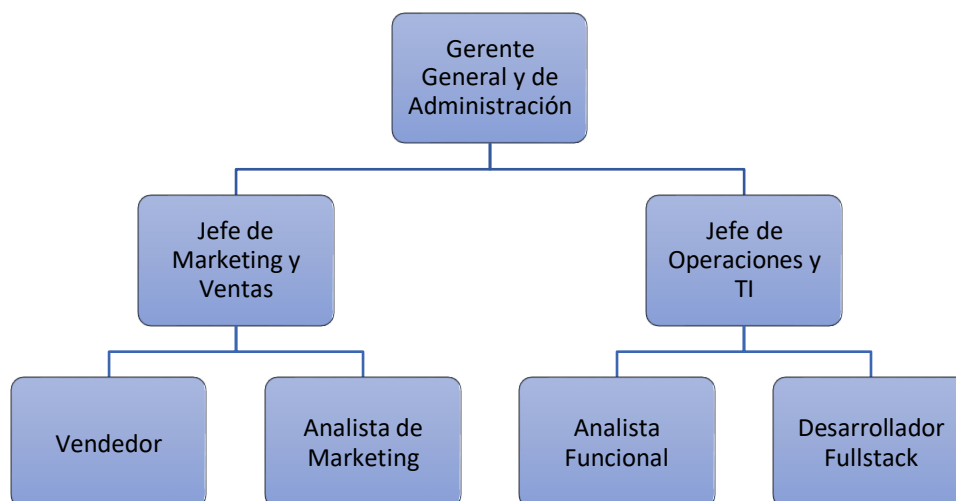 Gerente
General y de
Administración
Jefe de
Marketing y
Ventas
Jefe de
Operaciones y
TI
Vendedor
Analista de
Marketing
Analista
Funcional
Desarrollador
Fullstack